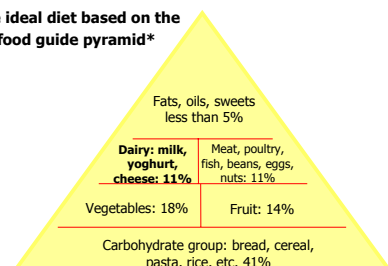 ideal diet based on the
food guide pyramid*
Fats, oils, sweets
less than 5%
Dairy: milk,
yoghurt,
cheese: 11%
Meat, poultry,
fish, beans, eggs,
nuts: 11%
Vegetables: 18%
Fruit: 14%
Carbohydrate group: bread, cereal,
pasta, rice, etc. 41%